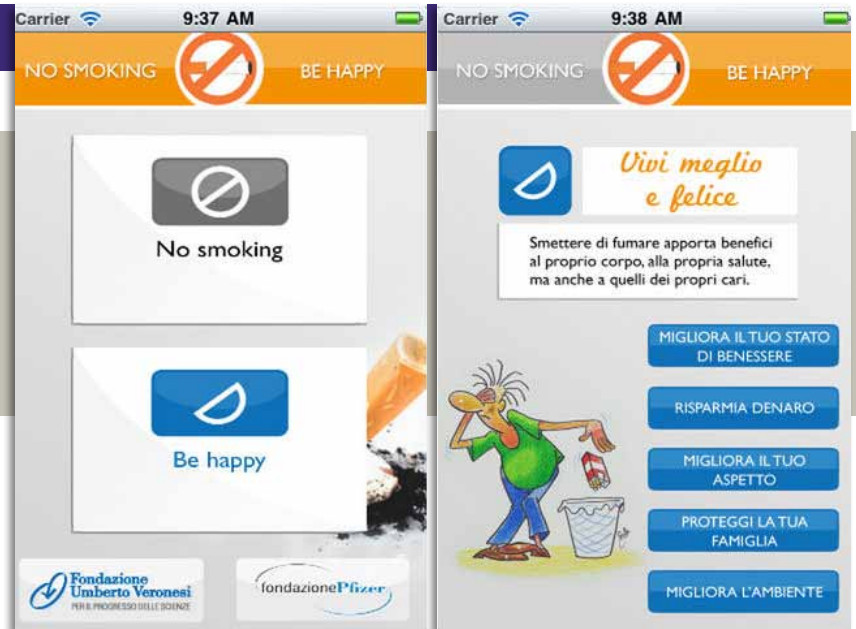 Carrier 9:37 AM
NO SMOKING BE HAPPY
No smoking
Be happy
Fondazione
Umberto Veronesi
PER IL PROGRESSO DELLE SCIENZE
fondazionePfizer
Carrier 9:38 AM
NO SMOKING BE HAPPY
Vivi meglio
e felice
Smettere di fumare apporta benefici
al proprio corpo, alla propria salute,
ma anche a quelli dei propri cari.
MIGLIORA IL TUO STATO
DI BENESSERE
RISPARMIA DENARO
MIGLIORA IL TUO
ASPETTO
PROTEGGI LA TUA
FAMIGLIA
MIGLIORA L'AMBIENTE